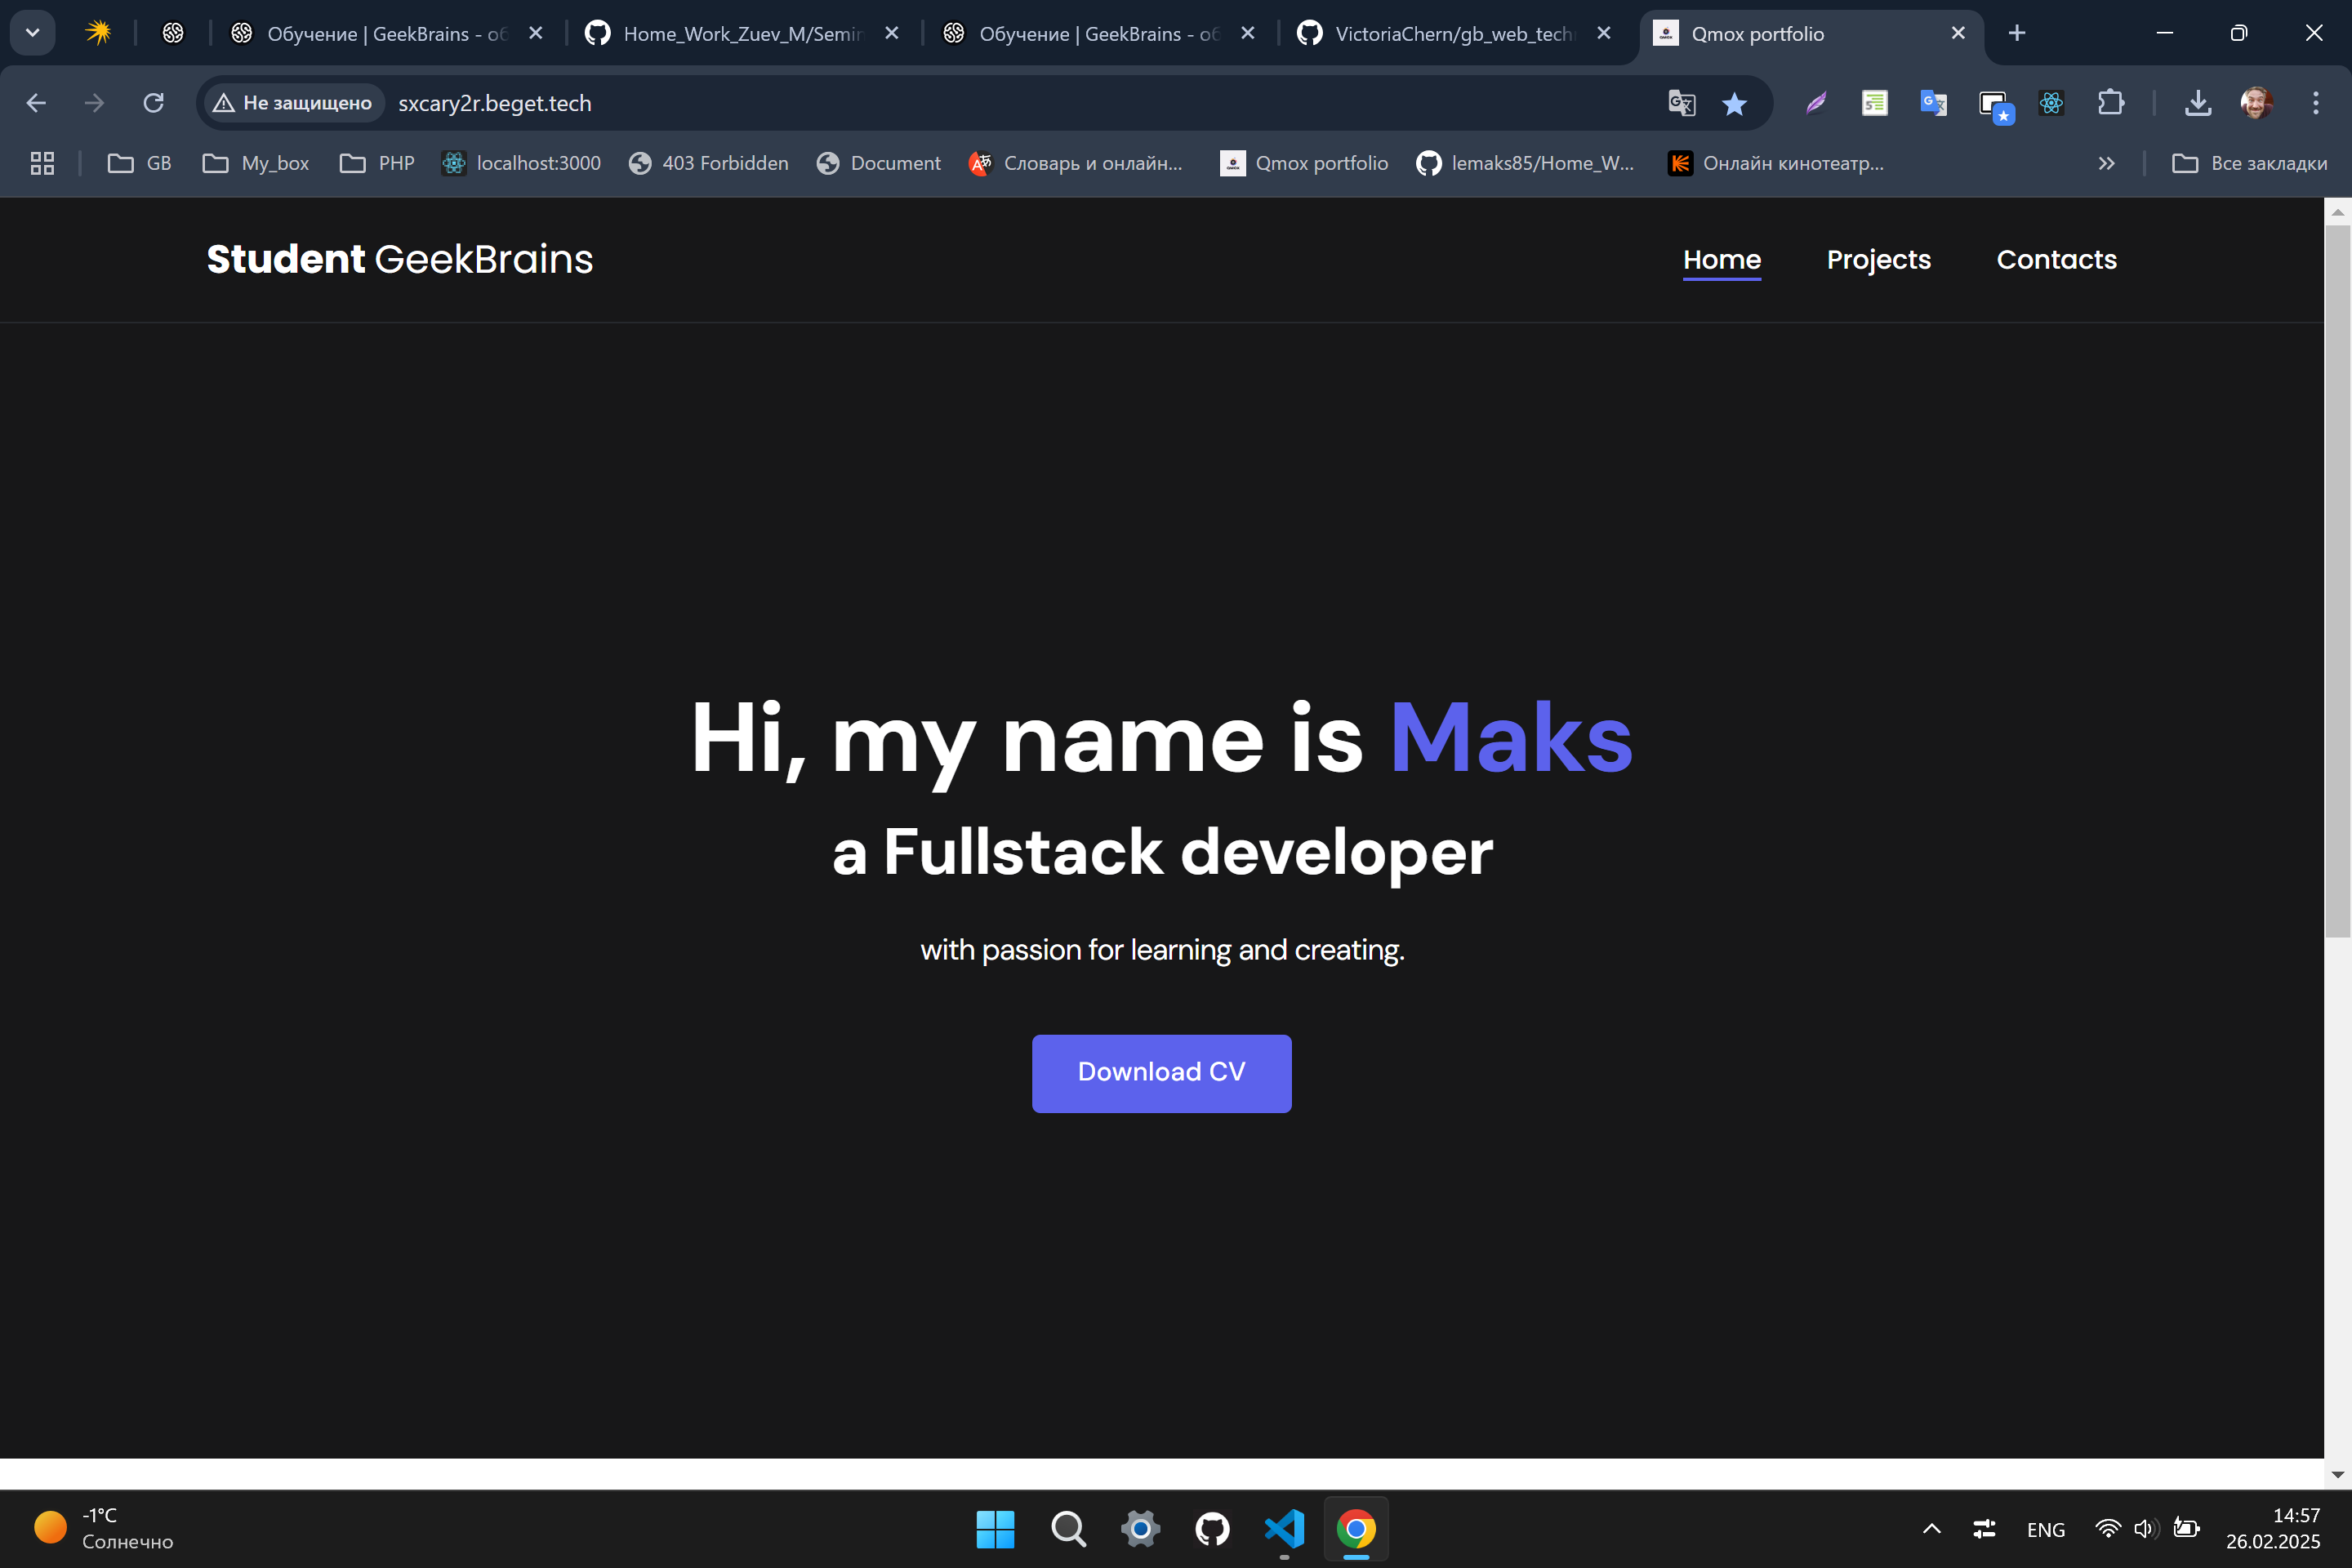 Обучение | GeekBrains - об
Home_Work_Zuev_M/Semin
Обучение | GeekBrains - об
VictoriaChern/gb_web_tech
Qmox portfolio
Не защищено
sxcary2r.beget.tech
GB
My_box
PHP
localhost:3000
403 Forbidden
Document
Словарь и онлайн...
Qmox portfolio
lemaks85/Home_W...
Онлайн кинотеатр...
Все закладки
Student GeekBrains
Home
Projects
Contacts
Hi, my name is Maks
a Fullstack developer
with passion for learning and creating.
Download CV
-1°C
Солнечно
ENG
14:57
26.02.2025